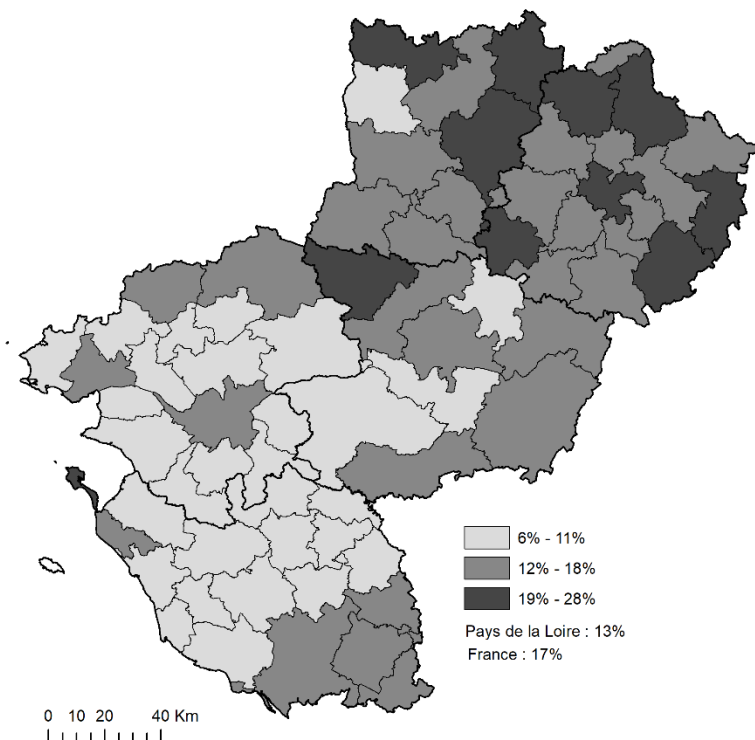 6% - 11%
12% - 18%
19% - 28%
Pays de la Loire : 13%
France : 17%
0 10 20 40 Km